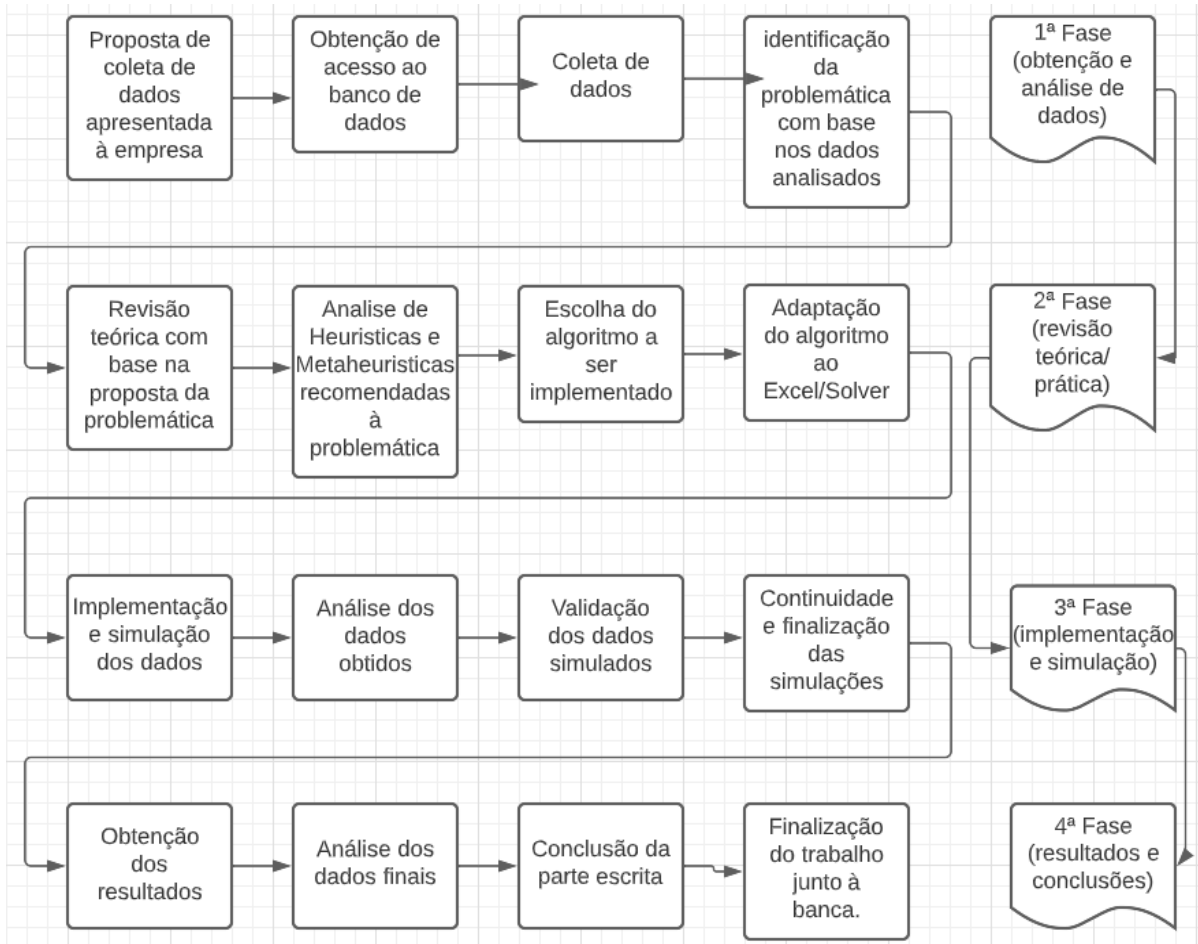 Proposta de
coleta de
dados
apresentada
à empresa
Obtenção de
acesso ao
banco de
dados
Coleta de
dados
identificação
da
problemática
com base
nos dados
analisados
1ª Fase
(obtenção e
análise de
dados)
Revisão
teórica com
base na
proposta da
problemática
Analise de
Heuristicas e
Metaheuristicas
recomendadas
à
problemática
Escolha do
algoritmo a
ser
implementado
Adaptação
do algoritmo
ao
Excel/Solver
2ª Fase
(revisão
teórica/
prática)
Implementação
e simulação
dos dados
Análise dos
dados
obtidos
Validação
dos dados
simulados
Continuidade
e finalização
das
simulações
3ª Fase
(implementação
e simulação)
Obtenção
dos
resultados
Análise dos
dados finais
Conclusão da
parte escrita
Finalização
do trabalho
junto à
banca.
4ª Fase
(resultados e
conclusões)